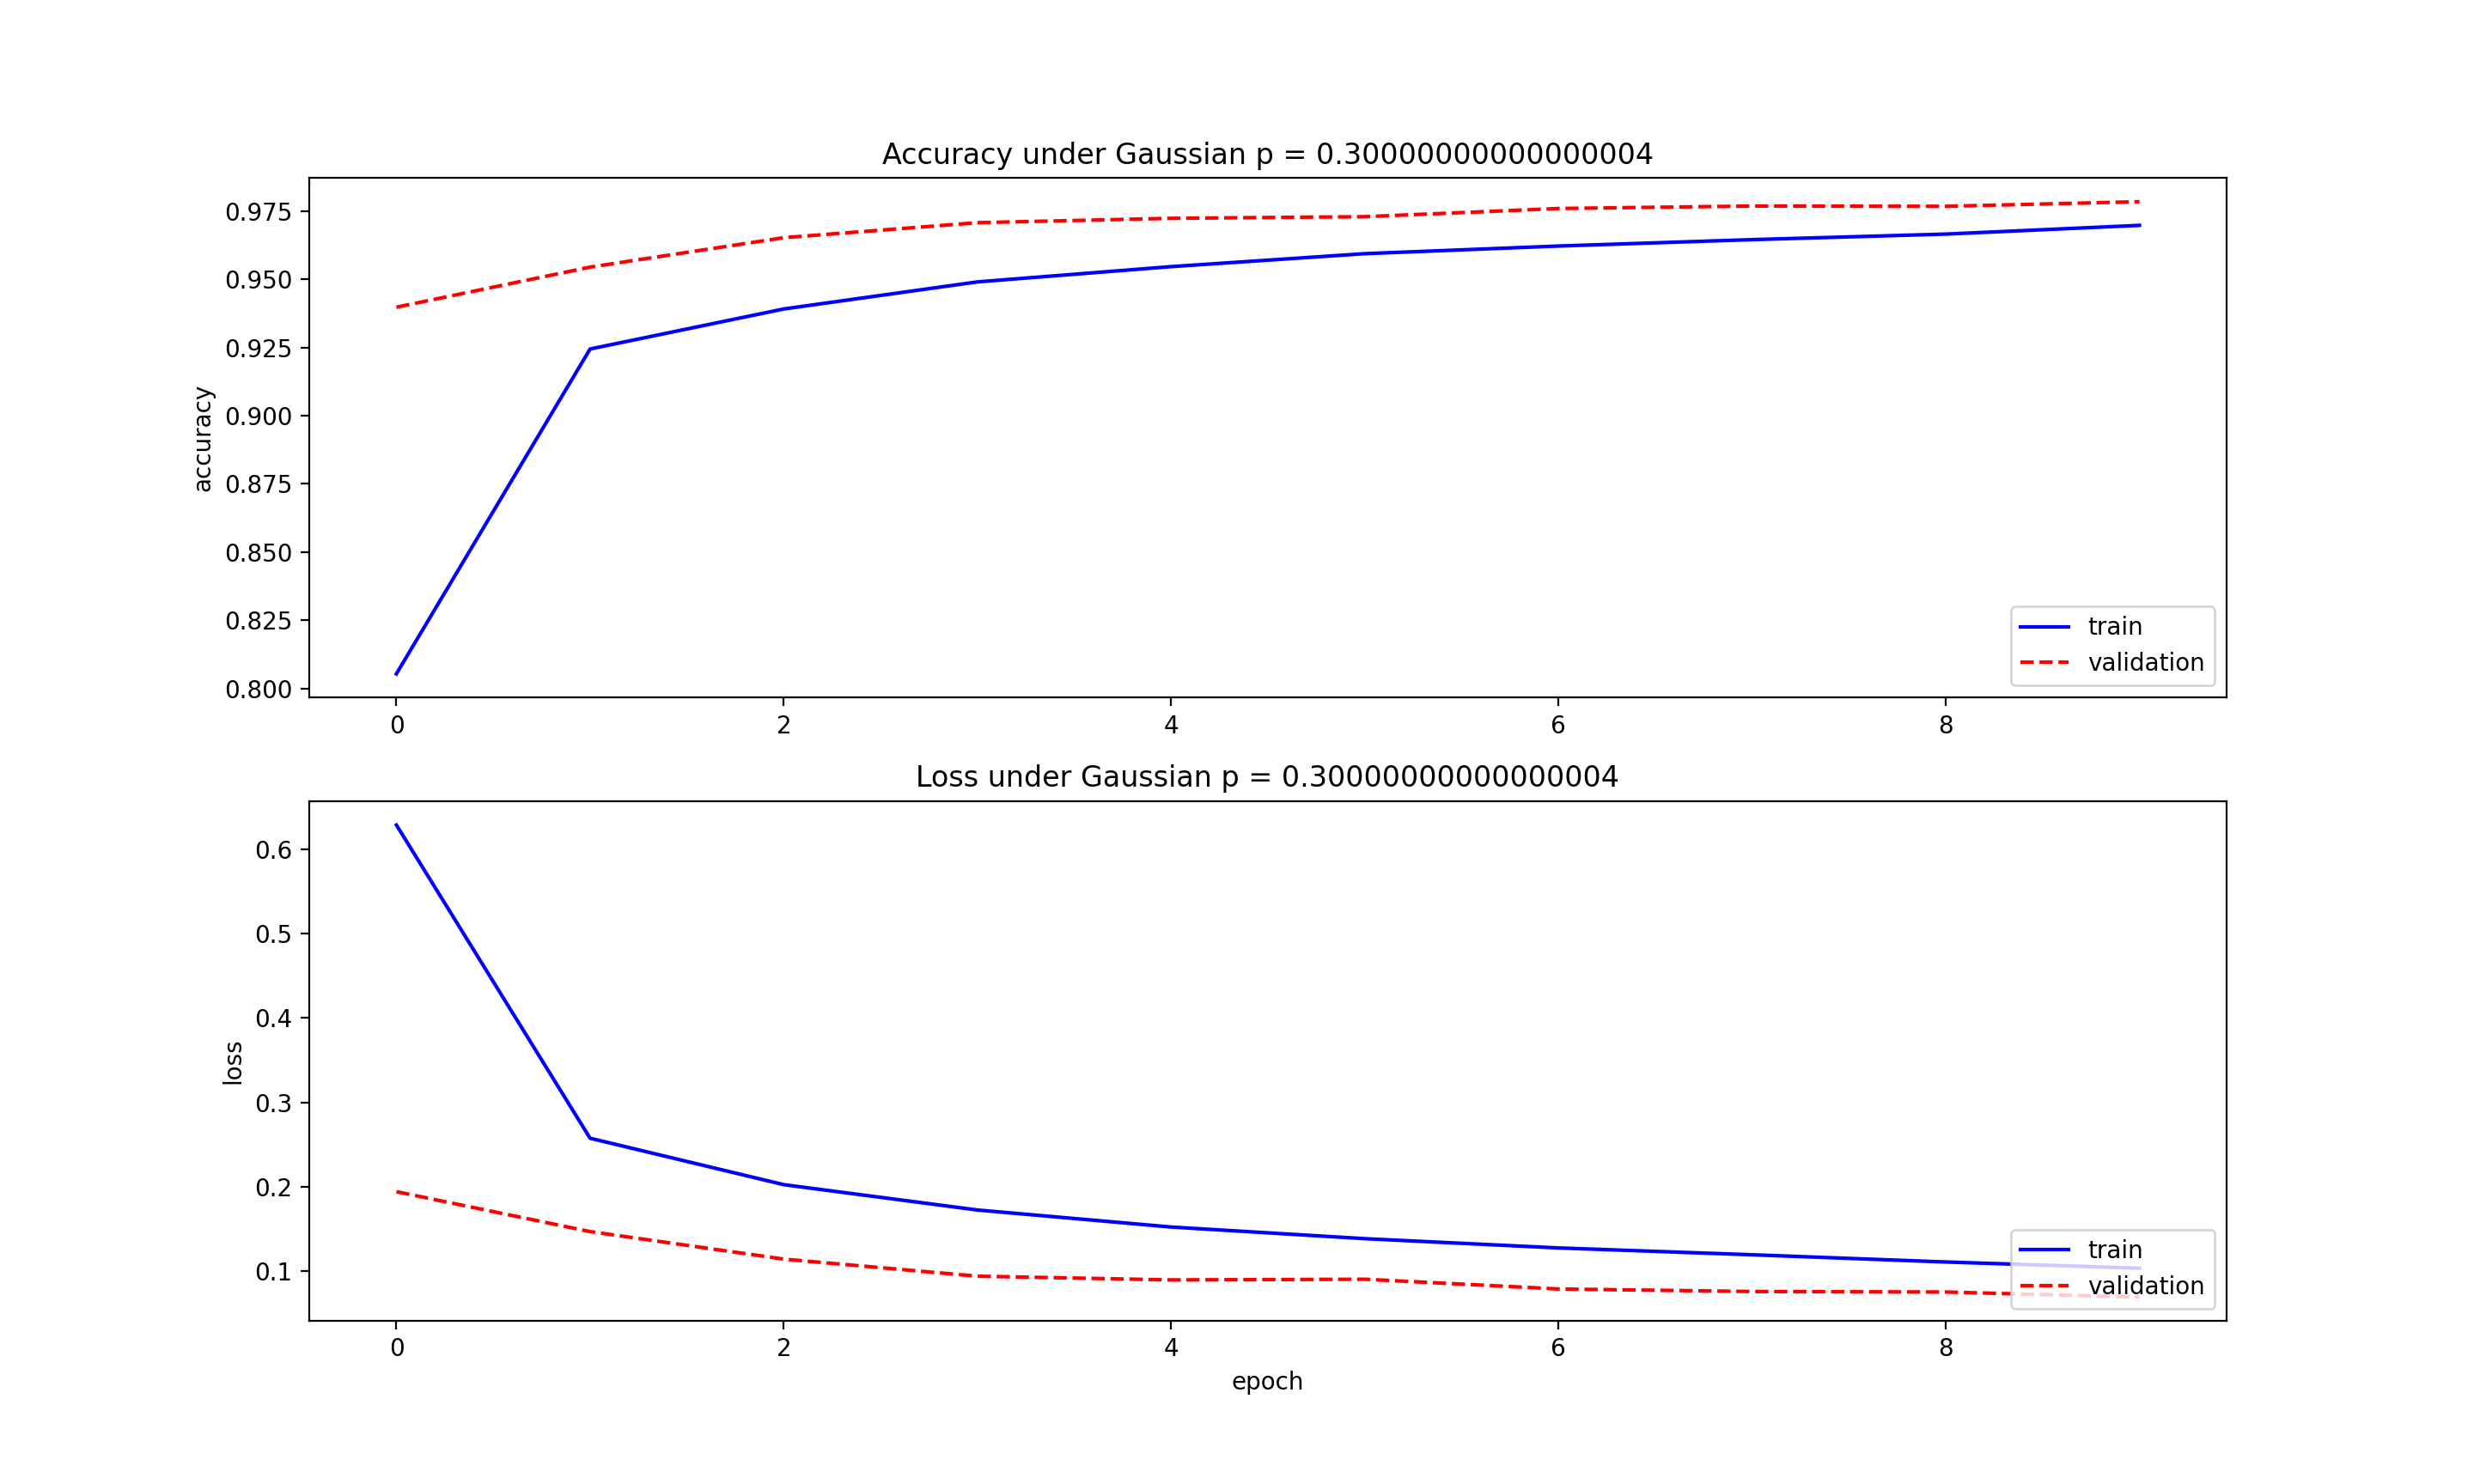 Accuracy under Gaussian p = 0.30000000000000004
0.975
0.950
0.925
0.900
0.875
0.850
0.825
0.800
accuracy
train
validation
0 2 4 6 8
Loss under Gaussian p = 0.30000000000000004
0.6
0.5
0.4
0.3
0.2
0.1
loss
train
validation
0 2 4 6 8
epoch